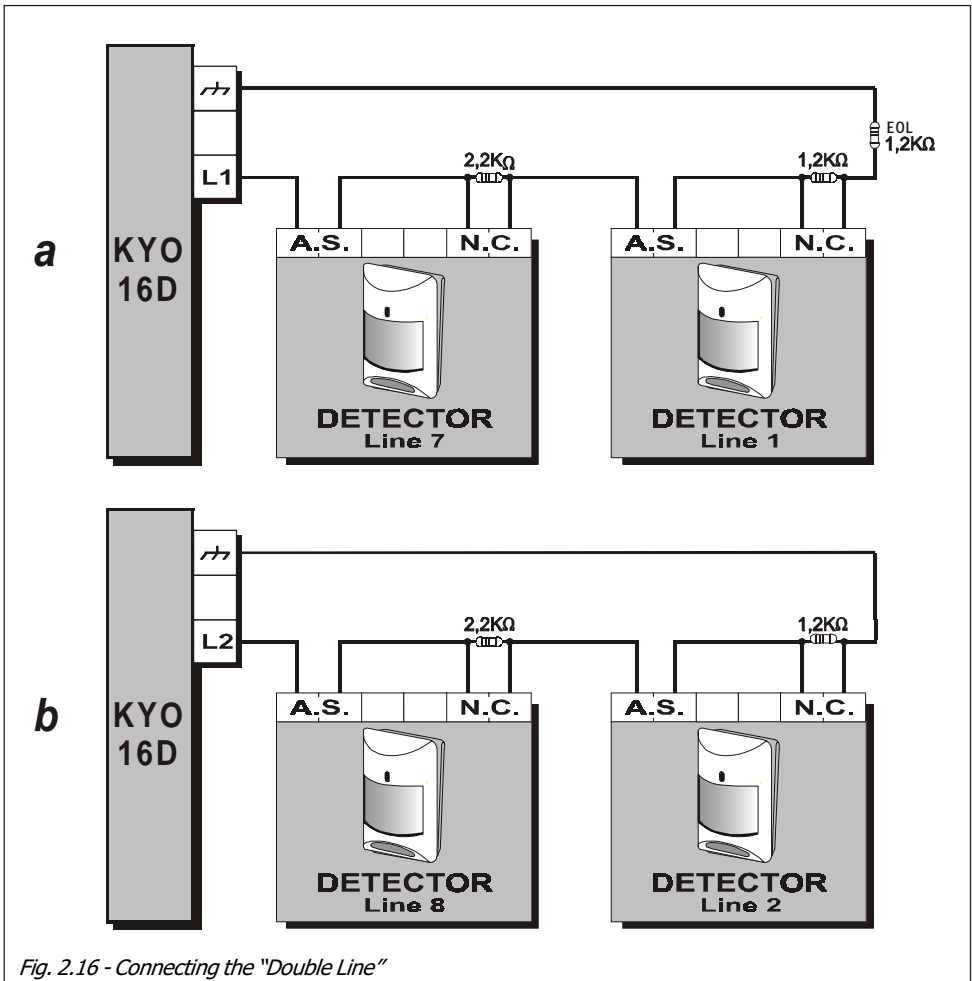 EOL
1,2KΩ
2,2KΩ
1,2KΩ
L1
a
KYO
16D
A.S.
N.C.
A.S.
N.C.
DETECTOR
Line 7
DETECTOR
Line 1
2,2KΩ
1,2KΩ
L2
b
KYO
16D
A.S.
N.C.
A.S.
N.C.
DETECTOR
Line 8
DETECTOR
Line 2
Fig. 2.16 - Connecting the “Double Line”